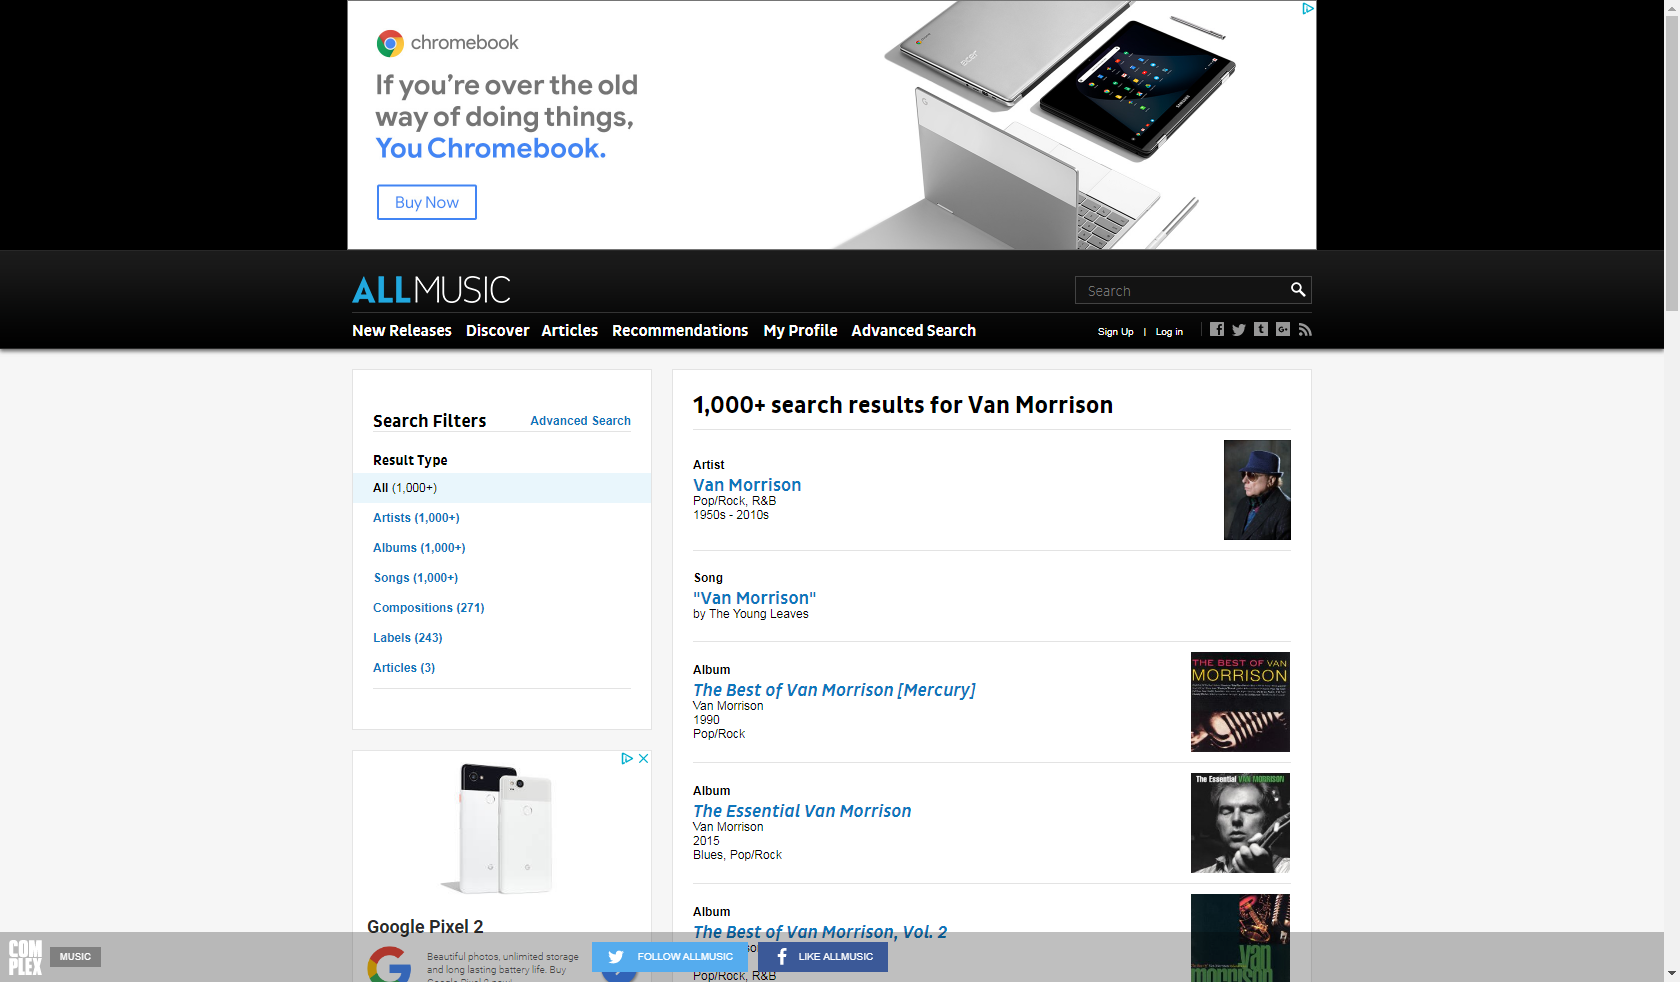 chromebook
If you're over the old
way of doing things,
You Chromebook.
Buy Now
ALLMUSIC
Search
New Releases Discover Articles Recommendations My Profile Advanced Search
Sign Up | Log in
Search Filters Advanced Search
Result Type
All (1,000+)
Artists (1,000+)
Albums (1,000+)
Songs (1,000+)
Compositions (271)
Labels (243)
Articles (3)
Google Pixel 2
Beautiful photos, unlimited storage
and long lasting battery life. Buy
1,000+ search results for Van Morrison
Artist
Van Morrison
Pop/Rock, R&B
1950s - 2010s
Song
"Van Morrison"
by The Young Leaves
Album
The Best of Van Morrison [Mercury]
Van Morrison
1990
Pop/Rock
THE BEST OF VAN
MORRISON
Album
The Essential Van Morrison
Van Morrison
2015
Blues, Pop/Rock
The Essential VAN MORRISON
Album
The Best of Van Morrison, Vol. 2
Pop/Rock, R&B
van
morrison
COM
PLEX
MUSIC
FOLLOW ALLMUSIC
LIKE ALLMUSIC